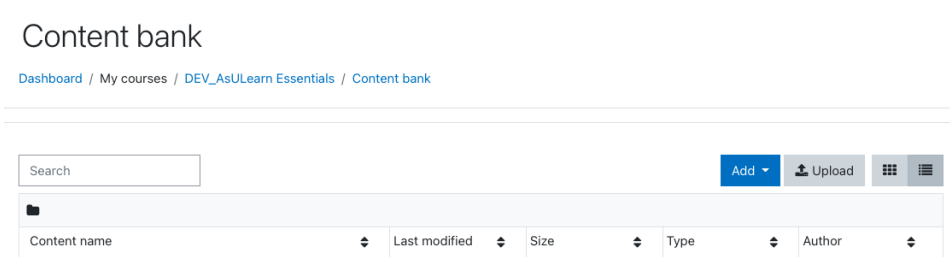 Content bank
Dashboard / My courses / DEV_AsULearn Essentials / Content bank
Search
Add Upload
Content name Last modified Size Type Author